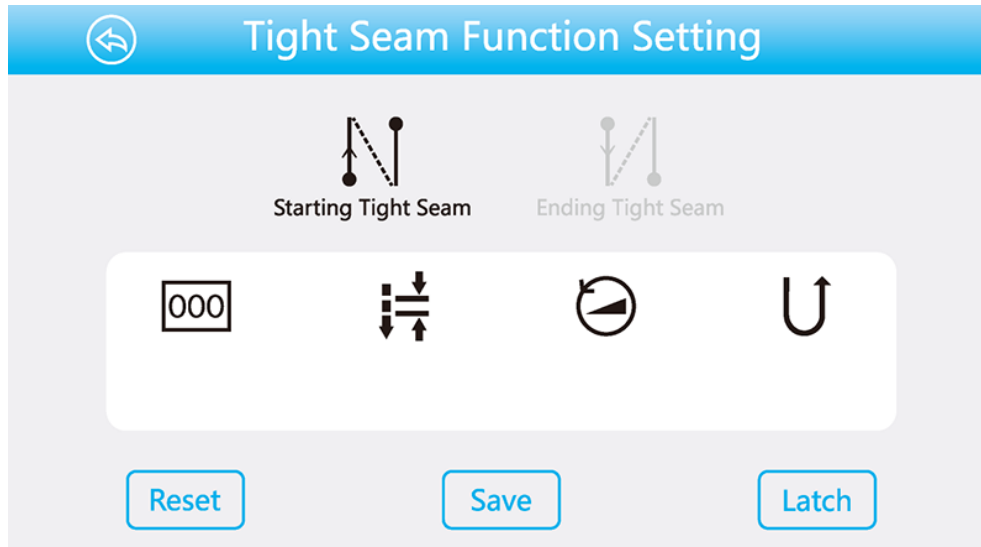 Tight Seam Function Setting
Starting Tight Seam
Ending Tight Seam
000
Reset
Save
Latch